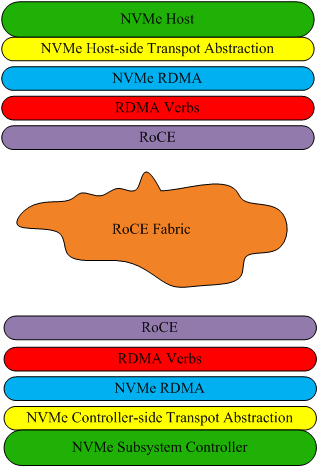 NVMe Host
NVMe Host-side Transpot Abstraction
NVMe RDMA
RDMA Verbs
RoCE
RoCE Fabric
RoCE
RDMA Verbs
NVMe RDMA
NVMe Controller-side Transpot Abstraction
NVMe Subsystem Controller